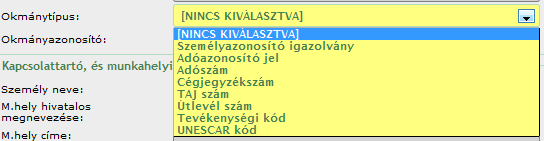 Okmánytípus: [NINCS KIVÁLASZTVA]
Okmányazonosító: [NINCS KIVÁLASZTVA]
Személyazonosító igazolvány
Adóazonosító jel
Kapcsolattartó, és munkahelyi
Adószám
Cégjegyzékszám
Személy neve:
TAJ szám
M.hely hivatalos
Útlevél szám
megnevezése:
Tevékenységi kód
M.hely címe:
UNESCAR kód